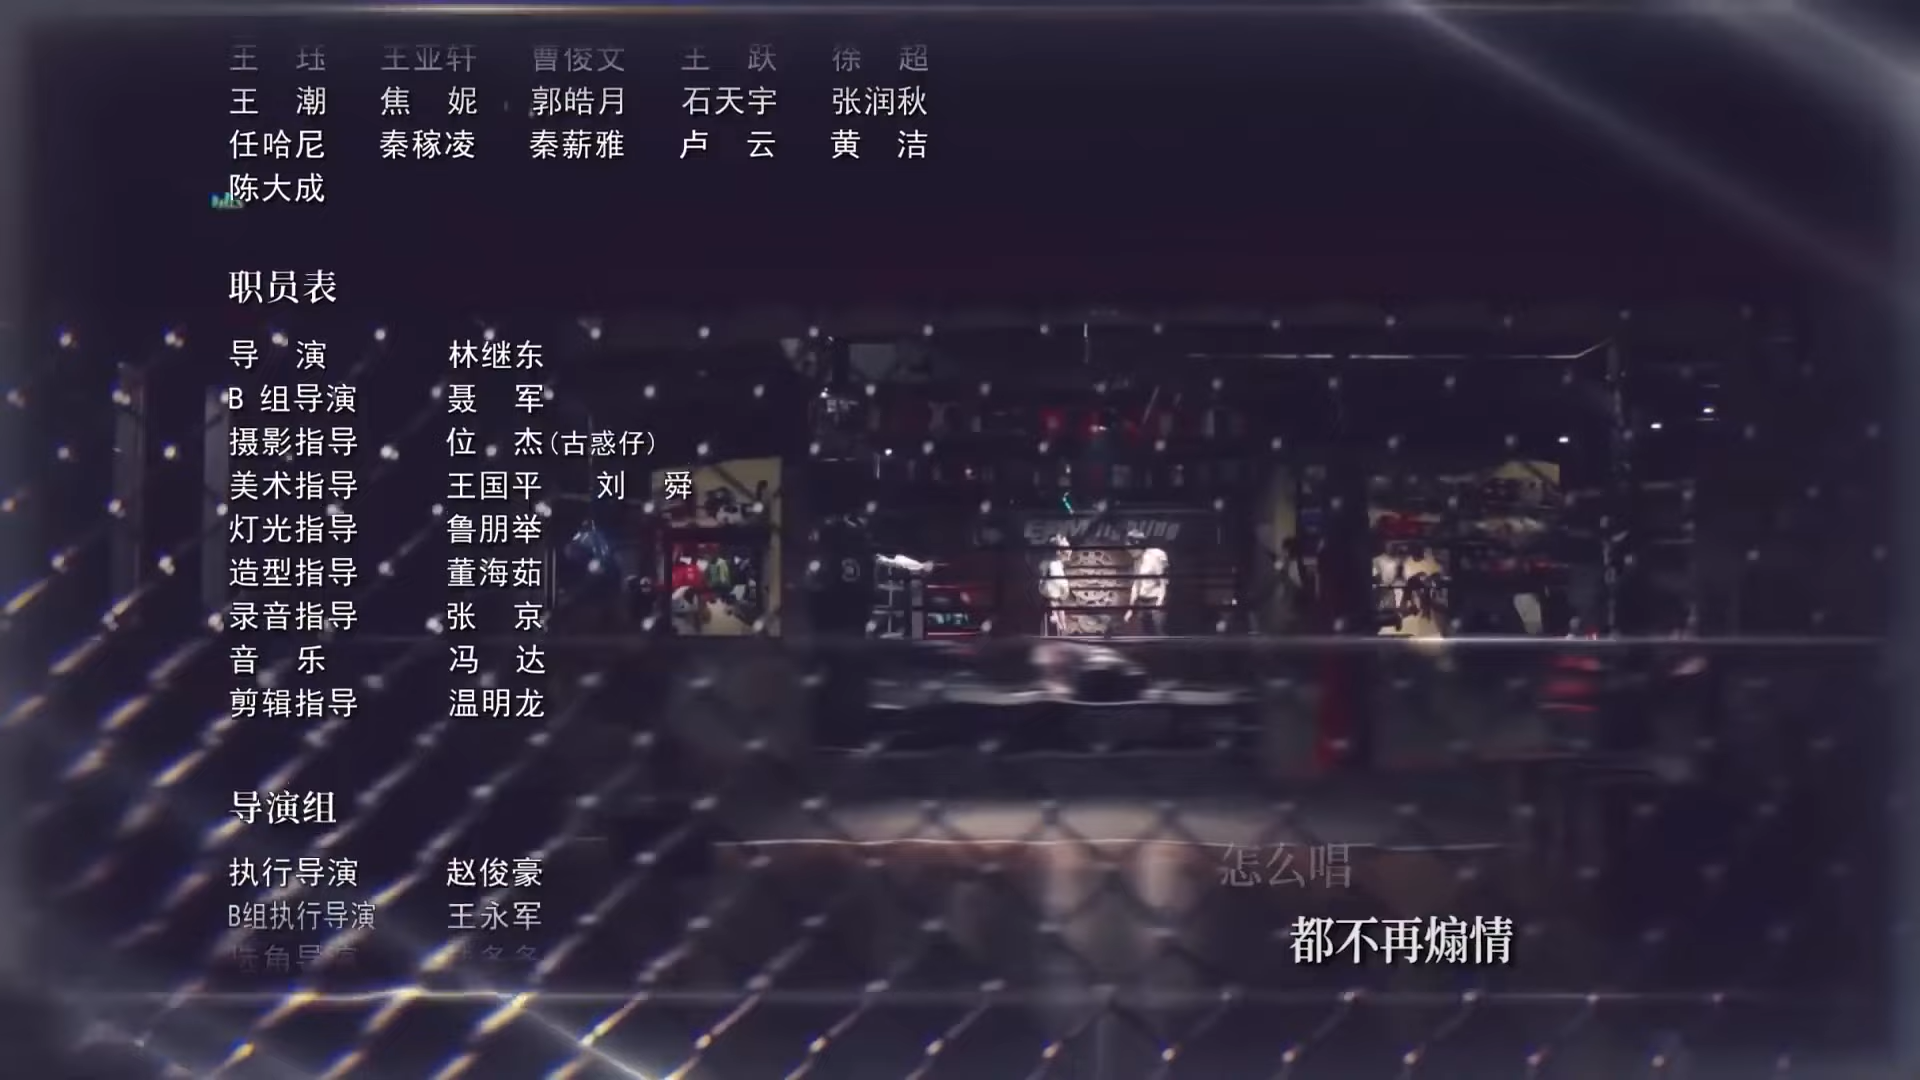 王　珏　王亚轩　曹俊文　王　跃　徐　超
王　潮　焦　妮　郭皓月　石天宇　张润秋
任哈尼　秦稼凌　秦薪雅　卢　云　黄　洁
陈大成
职员表
导　演　林继东
B 组导演　聂　军
摄影指导　位　杰(古惑仔)
美术指导　王国平　刘　舜
灯光指导　鲁朋举
造型指导　董海茹
录音指导　张　京
音　乐　冯　达
剪辑指导　温明龙
导演组
执行导演　赵俊豪
B组执行导演　王永军
选角导演
怎么唱
都不再煽情